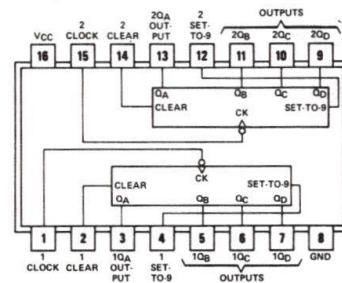 2QA 2 OUTPUTS
2 2 OUT- SET-
VCC CLOCK CLEAR PUT TO-9 2QB 2QC 2QD
16 15 14 13 12 11 10 9
QA QB QC QD
CLEAR SET-TO-9
CK
CK
CLEAR SET-TO-9
QA QB QC QD
1 2 3 4 5 6 7 8
1 1 1QA 1 1QB 1QC 1QD GND
CLOCK CLEAR OUT- SET- OUTPUTS
PUT TO-9